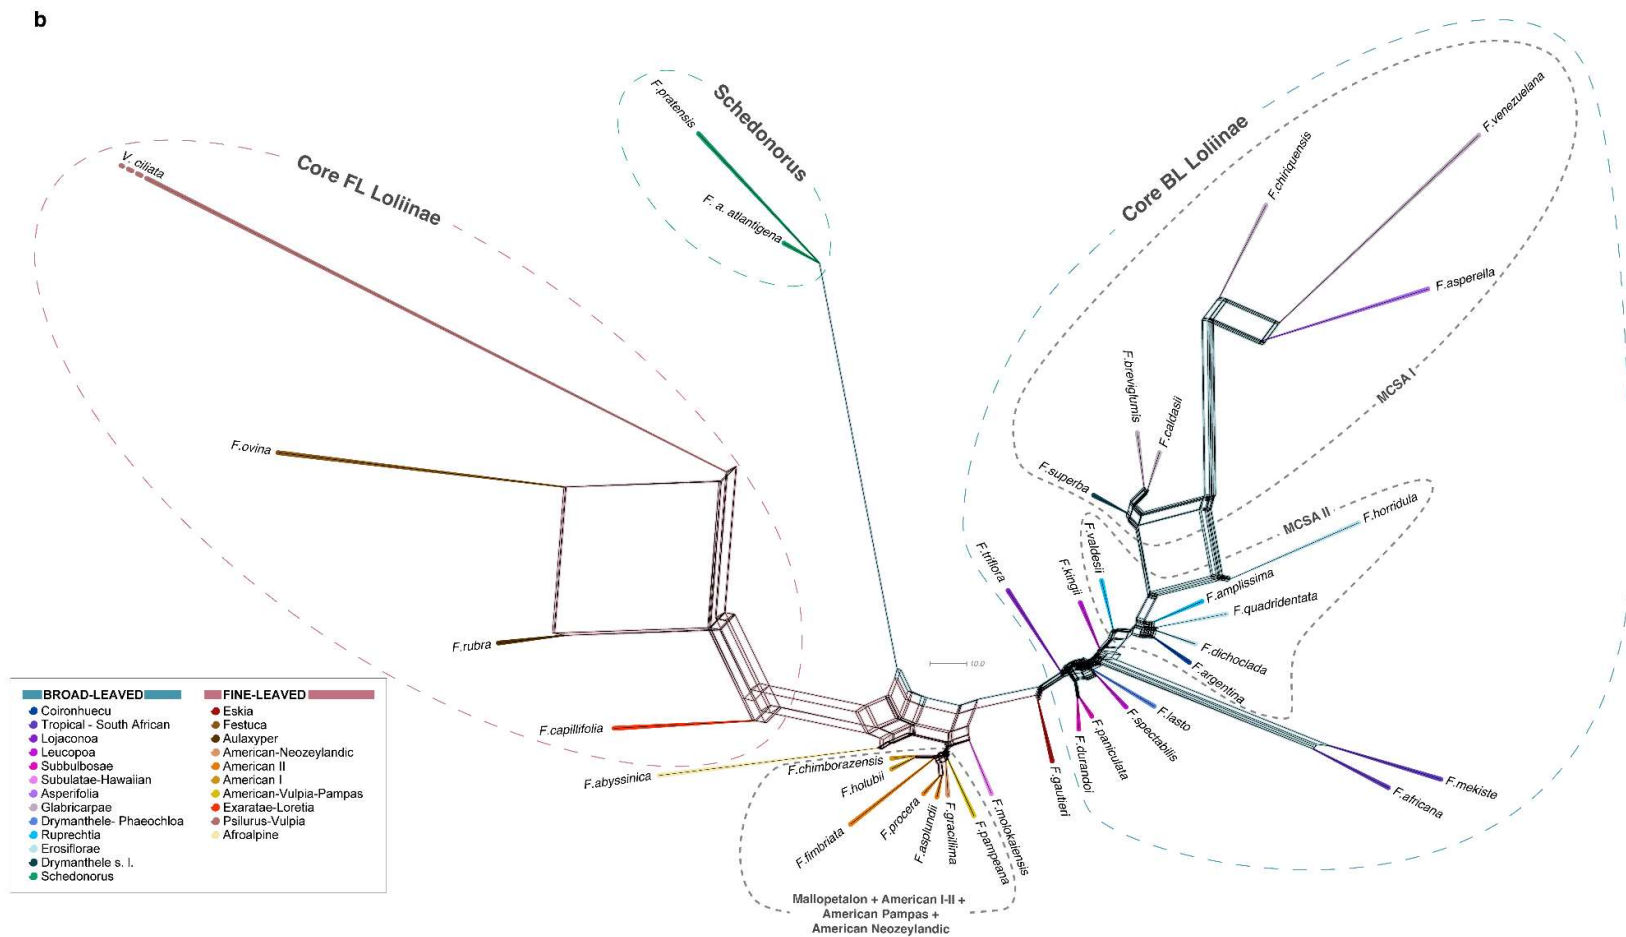 b
F.venezuelana
F.pratensis
Schedonorus
Core BL Loliinae
F.chiriquensis
V. ciliata
Core FL Loliinae
F. a. atlantigena
F.asperella
MCSA I
F.brevigtumis
F.caldasii
F.ovina
F.superba
MCSA II
F.horridula
F.valdesii
F.triflora
F.kingii
F.amplissima
F.quadridentata
F.rubra
F.dichoclada
F.argentina
10.0
F.lasto
F.spectabilis
F.paniculata
F.durandoi
F.capillifolia
F.abyssinica
F.chimborazensis
F.holubii
F.gautieri
F.mekiste
F.africana
F.fimbriata
F.procera
F.asplundii
F.gracillima
F.pampeana
F.molokaiensis
Mallopetalon + American I-II +
American Pampas +
American Neozeylandic
BROAD-LEAVED
Coironhuecu
Tropical - South African
Lojaconoa
Leucopoa
Subbulbosae
Subulatae-Hawaiian
Asperifolia
Glabricarpae
Drymanthele- Phaeochloa
Ruprechtia
Erosiflorae
Drymanthele s. l.
Schedonorus
FINE-LEAVED
Eskia
Festuca
Aulaxyper
American-Neozeylandic
American II
American I
American-Vulpia-Pampas
Exaratae-Loretia
Psilurus-Vulpia
Afroalpine